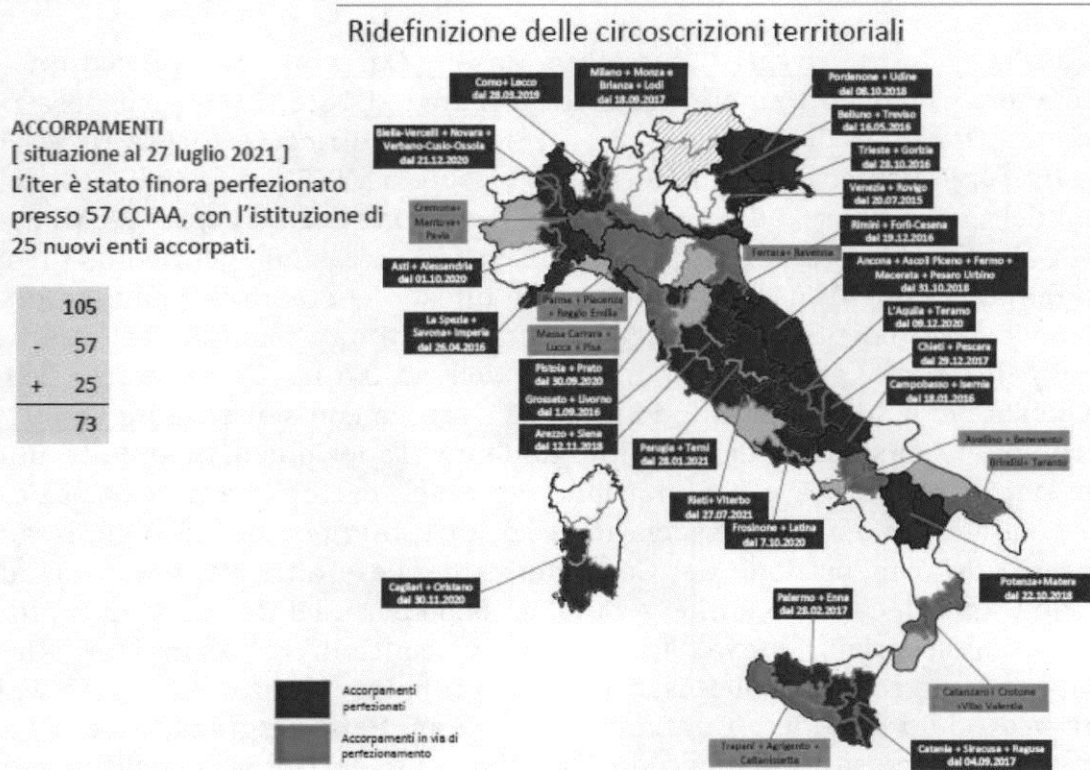 Ridefinizione delle circoscrizioni territoriali
ACCORPAMENTI
[ situazione al 27 luglio 2021 ]
L'iter è stato finora perfezionato
presso 57 CCIAA, con l'istituzione di
25 nuovi enti accorpati.
105
- 57
+ 25
73
Como+ Lecco
dal 28.03.2019
Milano + Monza e
Brianza + Lodi
dal 18.09.2017
Pordenone + Udine
dal 08.10.2018
Biella-Vercelli + Novara +
Verbano-Cusio-Ossola
dal 21.12.2020
Belluno + Treviso
dal 16.05.2016
Trieste + Gorizia
dal 28.10.2016
Venezia + Rovigo
dal 20.07.2015
Cremona+
Mantova+
Pavia
Rimini + Forlì-Cesena
dal 19.12.2016
Ferrara+ Ravenna
Asti + Alessandria
dal 01.10.2020
Ancona + Ascoli Piceno + Fermo +
Macerata + Pesaro Urbino
dal 31.10.2018
Parma + Piacenza
+ Reggio Emilia
La Spezia +
Savona+ Imperia
dal 26.04.2016
L'Aquila + Teramo
dal 09.12.2020
Massa Carrara +
Lucca + Pisa
Chieti + Pescara
dal 29.12.2017
Pistoia + Prato
dal 30.09.2020
Campobasso + Isernia
dal 18.01.2016
Grosseto + Livorno
dal 1.09.2016
Arezzo + Siena
dal 12.11.2018
Perugia + Terni
dal 28.01.2021
Avellino + Benevento
Brindisi+ Taranto
Rieti+ Viterbo
dal 27.07.2021
Frosinone + Latina
dal 7.10.2020
Cagliari + Oristano
dal 30.11.2020
Potenza+Matera
dal 22.10.2018
Palermo + Enna
dal 28.02.2017
Catanzaro+ Crotone
+Vibo Valentia
Trapani + Agrigento +
Caltanissetta
Catania + Siracusa + Ragusa
dal 04.09.2017
Accorpamenti
perfezionati
Accorpamenti in via di
perfezionamento